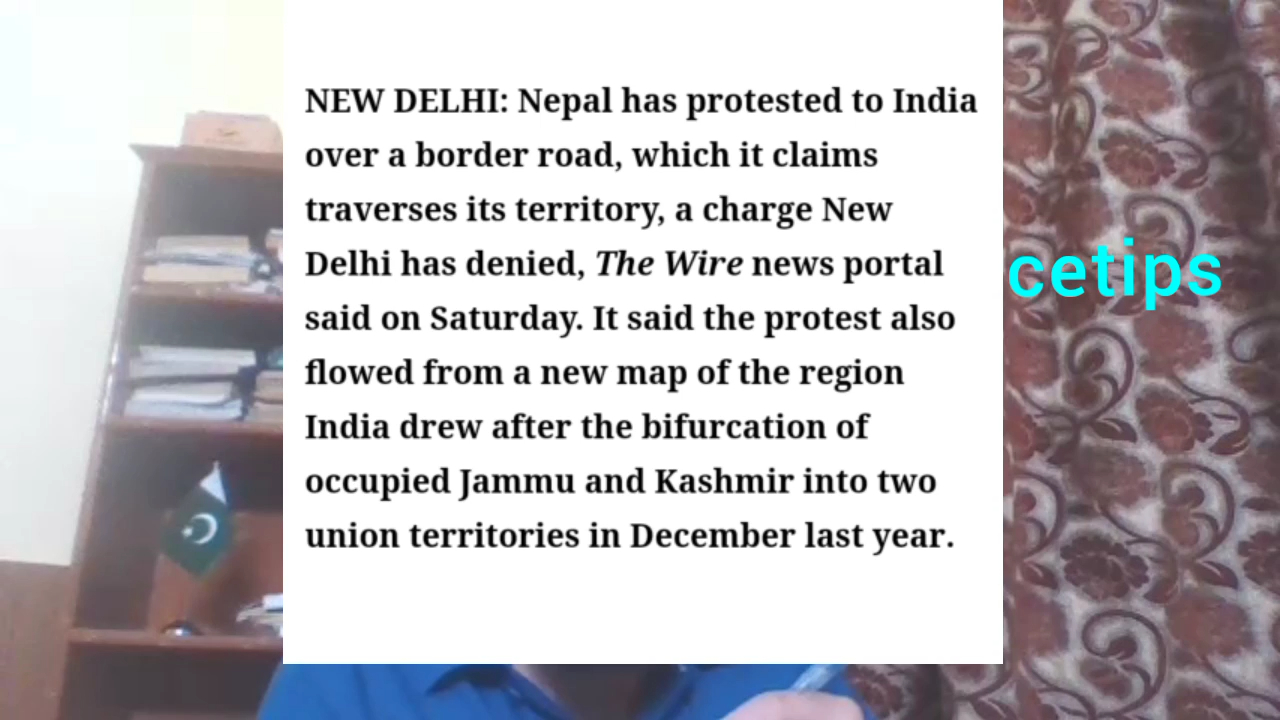 NEW DELHI: Nepal has protested to India
over a border road, which it claims
traverses its territory, a charge New
Delhi has denied, The Wire news portal
said on Saturday. It said the protest also
flowed from a new map of the region
India drew after the bifurcation of
occupied Jammu and Kashmir into two
union territories in December last year.
cetips